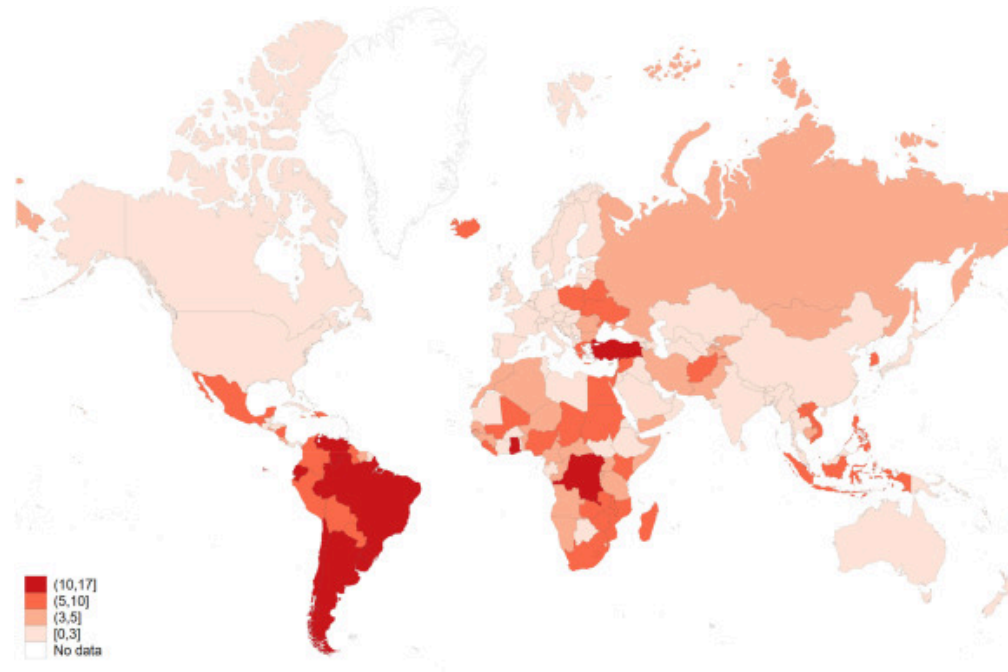 (10,17]
(5,10]
(3,5]
[0,3]
No data